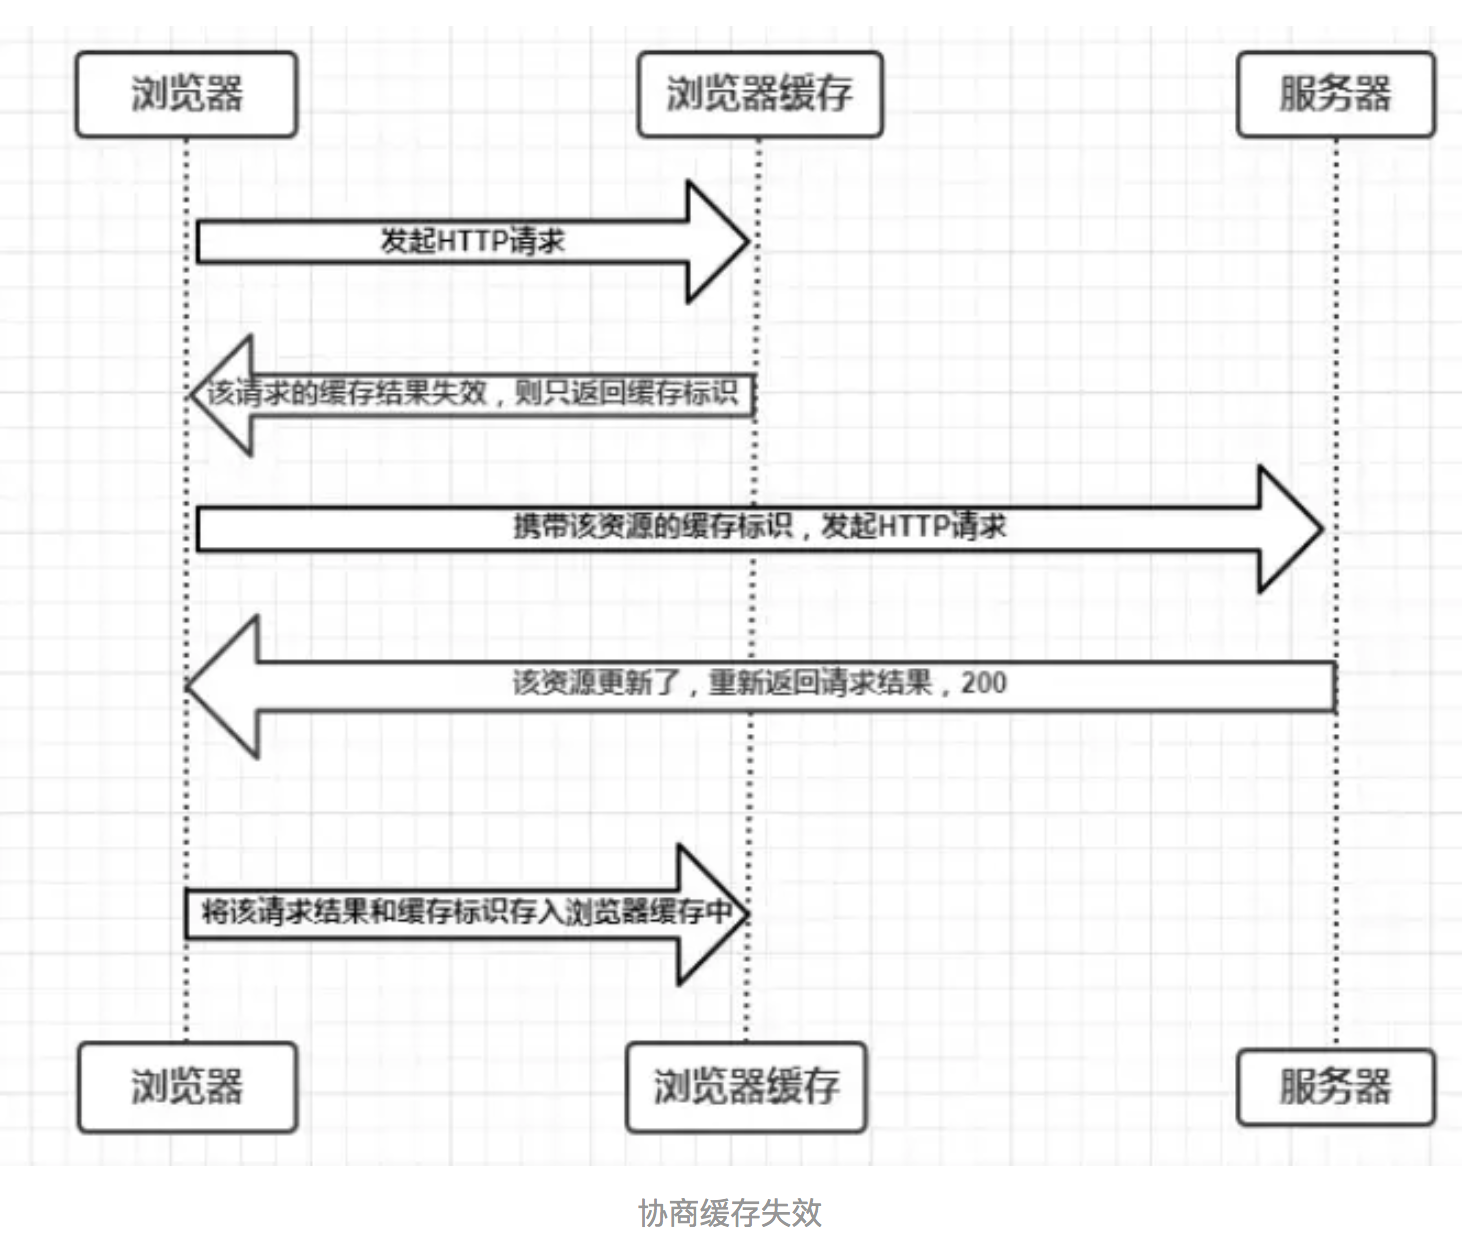 浏览器
浏览器缓存
服务器
发起HTTP请求
该请求的缓存结果失效，则只返回缓存标识
携带该资源的缓存标识，发起HTTP请求
该资源更新了，重新返回请求结果，200
将该请求结果和缓存标识存入浏览器缓存中
浏览器
浏览器缓存
服务器
协商缓存失效